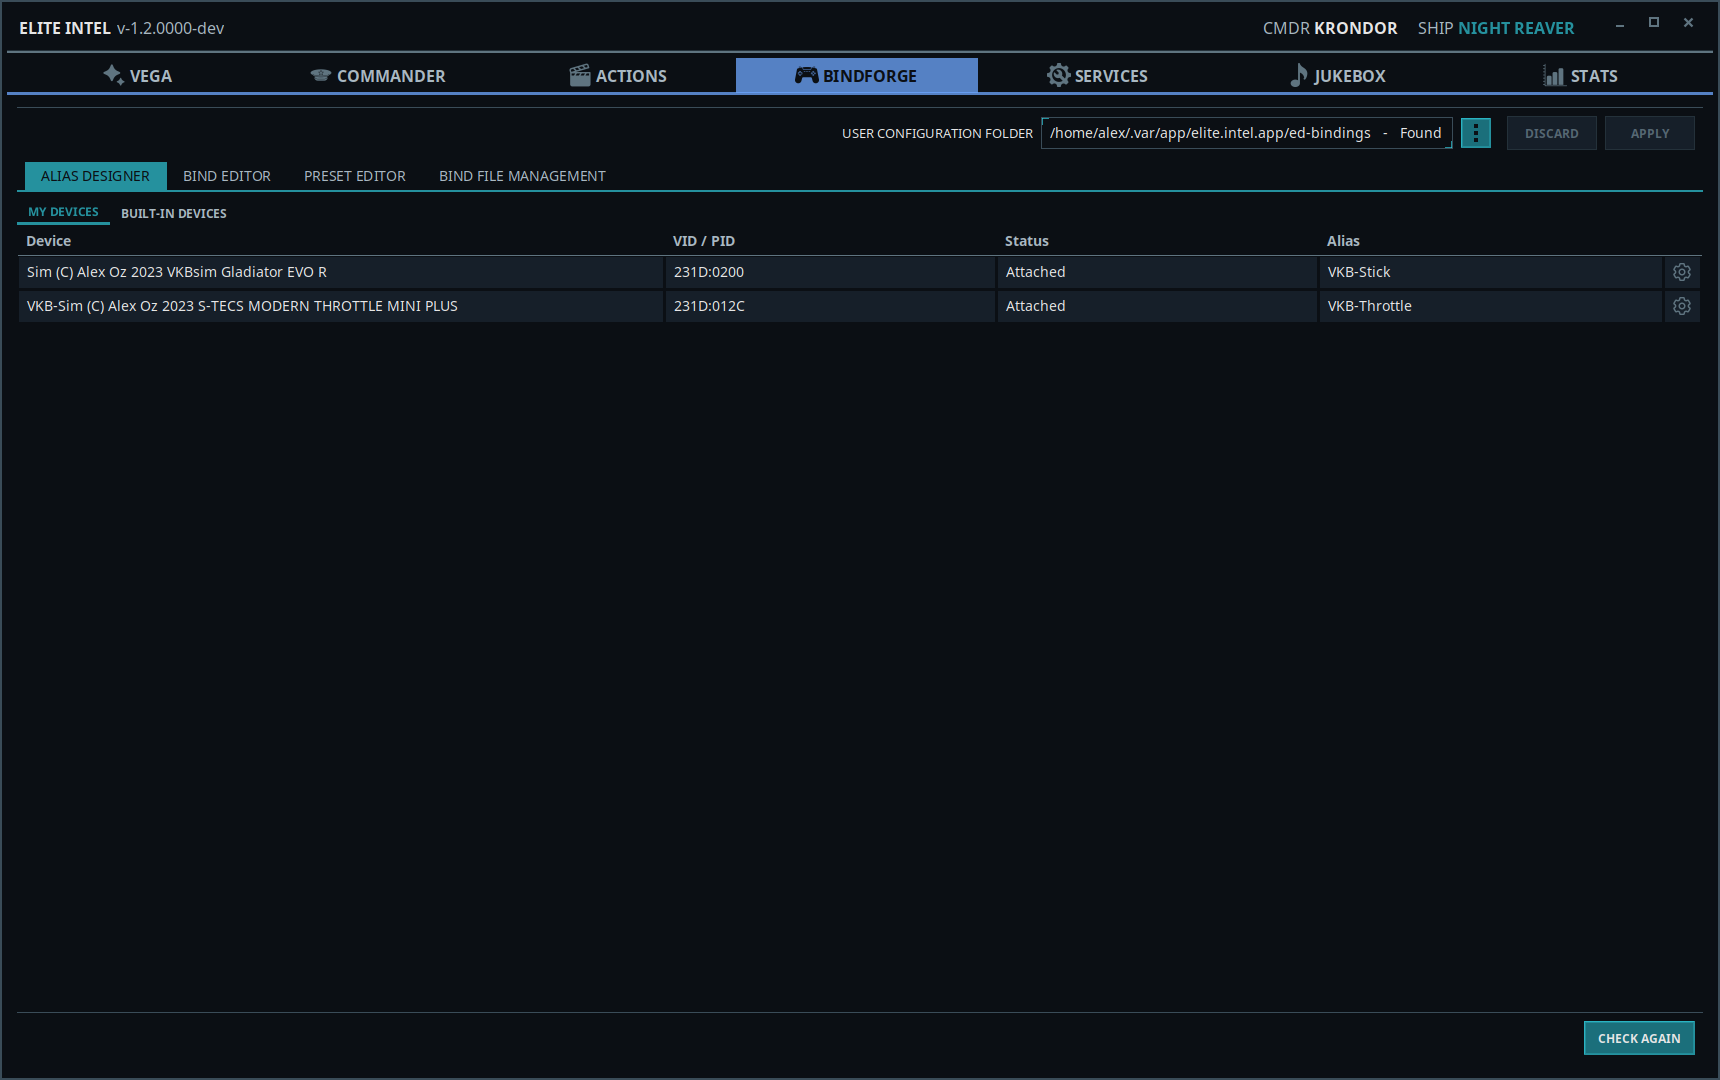 ELITE INTEL v-1.2.0000-dev
CMDR KRONDOR SHIP NIGHT REAVER
VEGA COMMANDER ACTIONS BINDFORGE SERVICES JUKEBOX STATS
USER CONFIGURATION FOLDER /home/alex/.var/app/elite.intel.app/ed-bindings - Found DISCARD APPLY
ALIAS DESIGNER BIND EDITOR PRESET EDITOR BIND FILE MANAGEMENT
MY DEVICES BUILT-IN DEVICES
Device VID / PID Status Alias
Sim (C) Alex Oz 2023 VKBsim Gladiator EVO R 231D:0200 Attached VKB-Stick
VKB-Sim (C) Alex Oz 2023 S-TECS MODERN THROTTLE MINI PLUS 231D:012C Attached VKB-Throttle
CHECK AGAIN